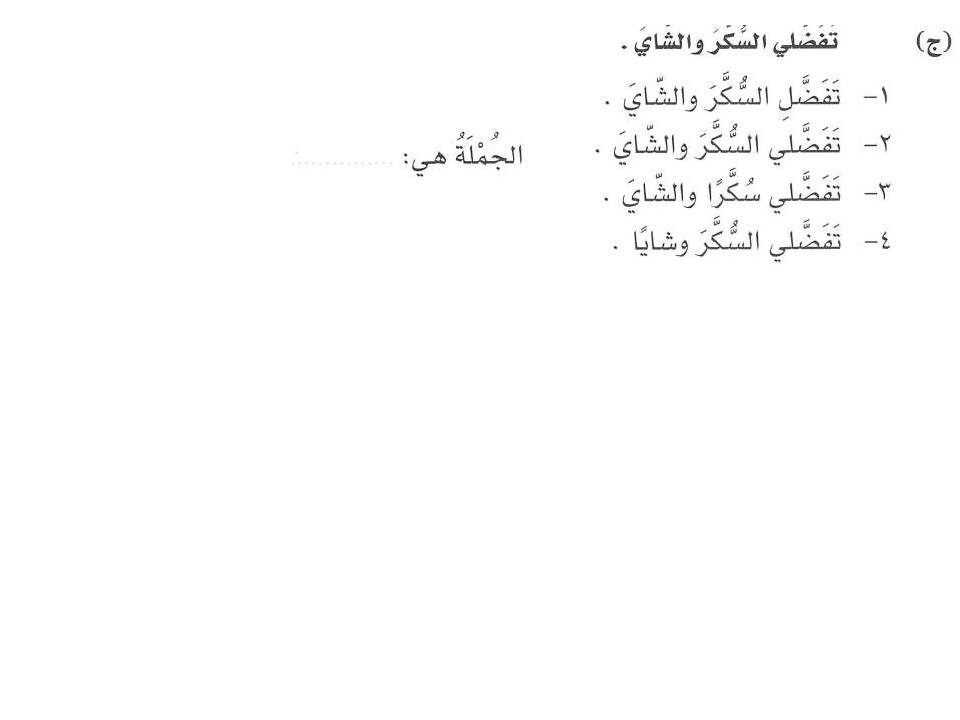 (ج) تَفَضَّلي السُّكَّرَ والشَّايَ .
١- تَفَضَّلِ السُّكَّرَ والشّايَ .
٢- تَفَضَّلي السُّكَّرَ والشّايَ .
الجُمْلَةُ هي: ..............
٣- تَفَضَّلي سُكَّرًا والشّايَ .
٤- تَفَضَّلي السُّكَّرَ وشايًا .